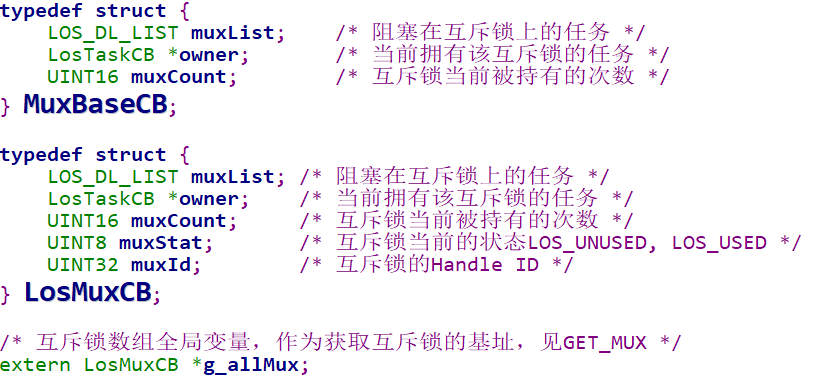 typedef struct {
    LOS_DL_LIST muxList;    /* 阻塞在互斥锁上的任务 */
    LosTaskCB *owner;       /* 当前拥有该互斥锁的任务 */
    UINT16 muxCount;        /* 互斥锁当前被持有的次数 */
} MuxBaseCB;
typedef struct {
    LOS_DL_LIST muxList; /* 阻塞在互斥锁上的任务 */
    LosTaskCB *owner;    /* 当前拥有该互斥锁的任务 */
    UINT16 muxCount;     /* 互斥锁当前被持有的次数 */
    UINT8 muxStat;       /* 互斥锁当前的状态LOS_UNUSED, LOS_USED */
    UINT32 muxId;        /* 互斥锁的Handle ID */
} LosMuxCB;
/* 互斥锁数组全局变量，作为获取互斥锁的基址，见GET_MUX */
extern LosMuxCB *g_allMux;